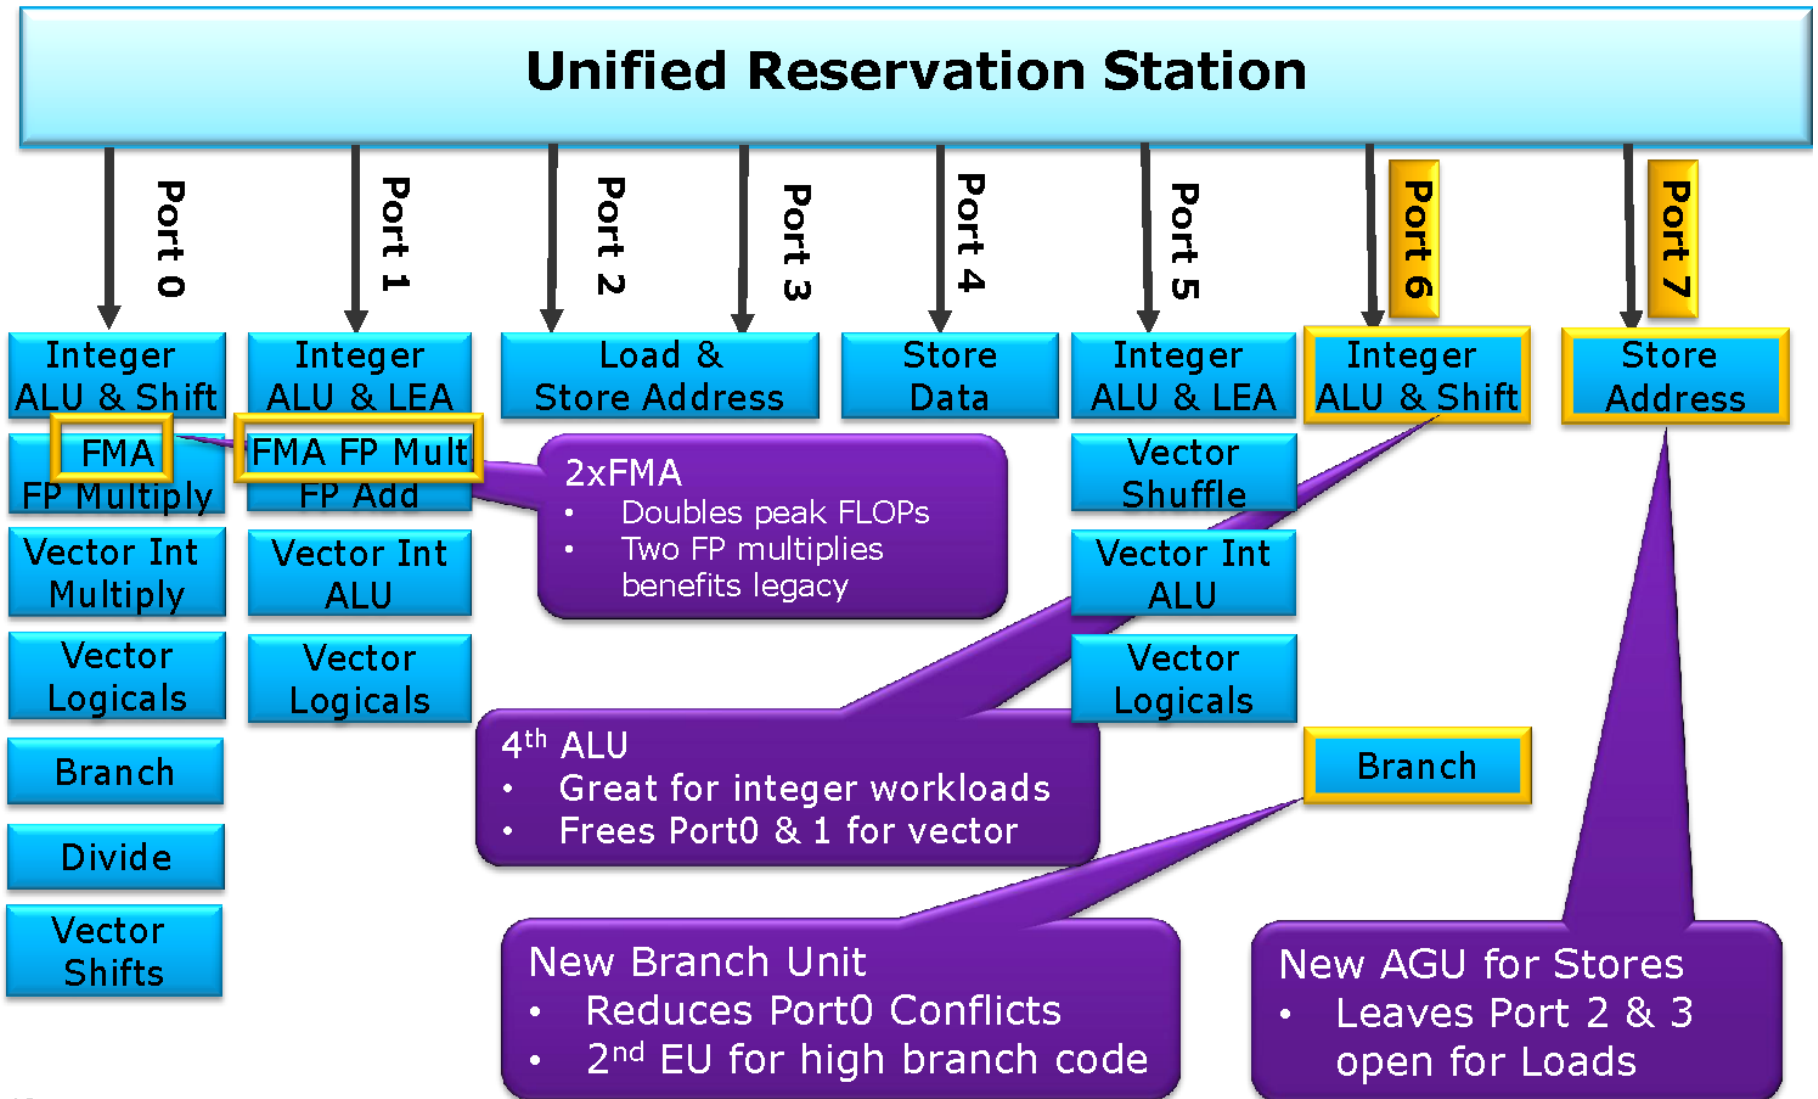 Unified Reservation Station
Port 0
Port 1
Port 2
Port 3
Port 4
Port 5
Port 6
Port 7
Integer
ALU & Shift
FMA
FP Multiply
Vector Int
Multiply
Vector
Logicals
Branch
Divide
Vector
Shifts
Integer
ALU & LEA
FMA FP Mult
FP Add
Vector Int
ALU
Vector
Logicals
Load &
Store Address
Store
Data
Integer
ALU & LEA
Vector
Shuffle
Vector Int
ALU
Vector
Logicals
Integer
ALU & Shift
Branch
Store
Address
2xFMA
• Doubles peak FLOPs
• Two FP multiplies
benefits legacy
4th ALU
• Great for integer workloads
• Frees Port0 & 1 for vector
New Branch Unit
• Reduces Port0 Conflicts
• 2nd EU for high branch code
New AGU for Stores
• Leaves Port 2 & 3
open for Loads